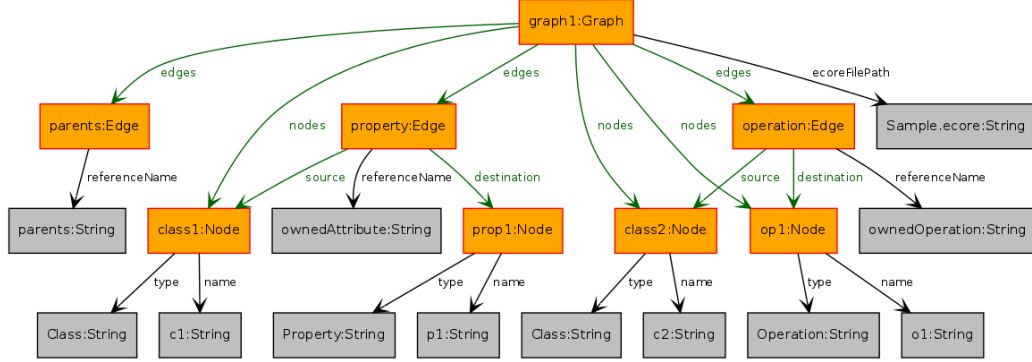 graph1:Graph
edges
edges
edges
ecoreFilePath
nodes
nodes
nodes
parents:Edge
property:Edge
operation:Edge
Sample.ecore:String
referenceName
source
referenceName
destination
source
destination
referenceName
parents:String
class1:Node
ownedAttribute:String
prop1:Node
class2:Node
op1:Node
ownedOperation:String
type
name
type
name
type
name
type
name
Class:String
c1:String
Property:String
p1:String
Class:String
c2:String
Operation:String
o1:String